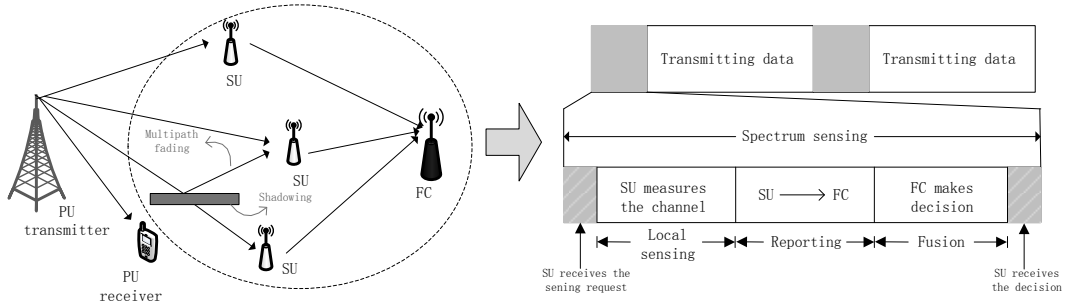 SU
Multipath
fading
SU
FC
Shadowing
PU
transmitter
SU
PU
receiver
Transmitting data
Transmitting data
Spectrum sensing
SU measures
the channel
SU
FC
FC makes
decision
Local
sensing
Reporting
Fusion
SU receives the
sening request
SU receives
the decision